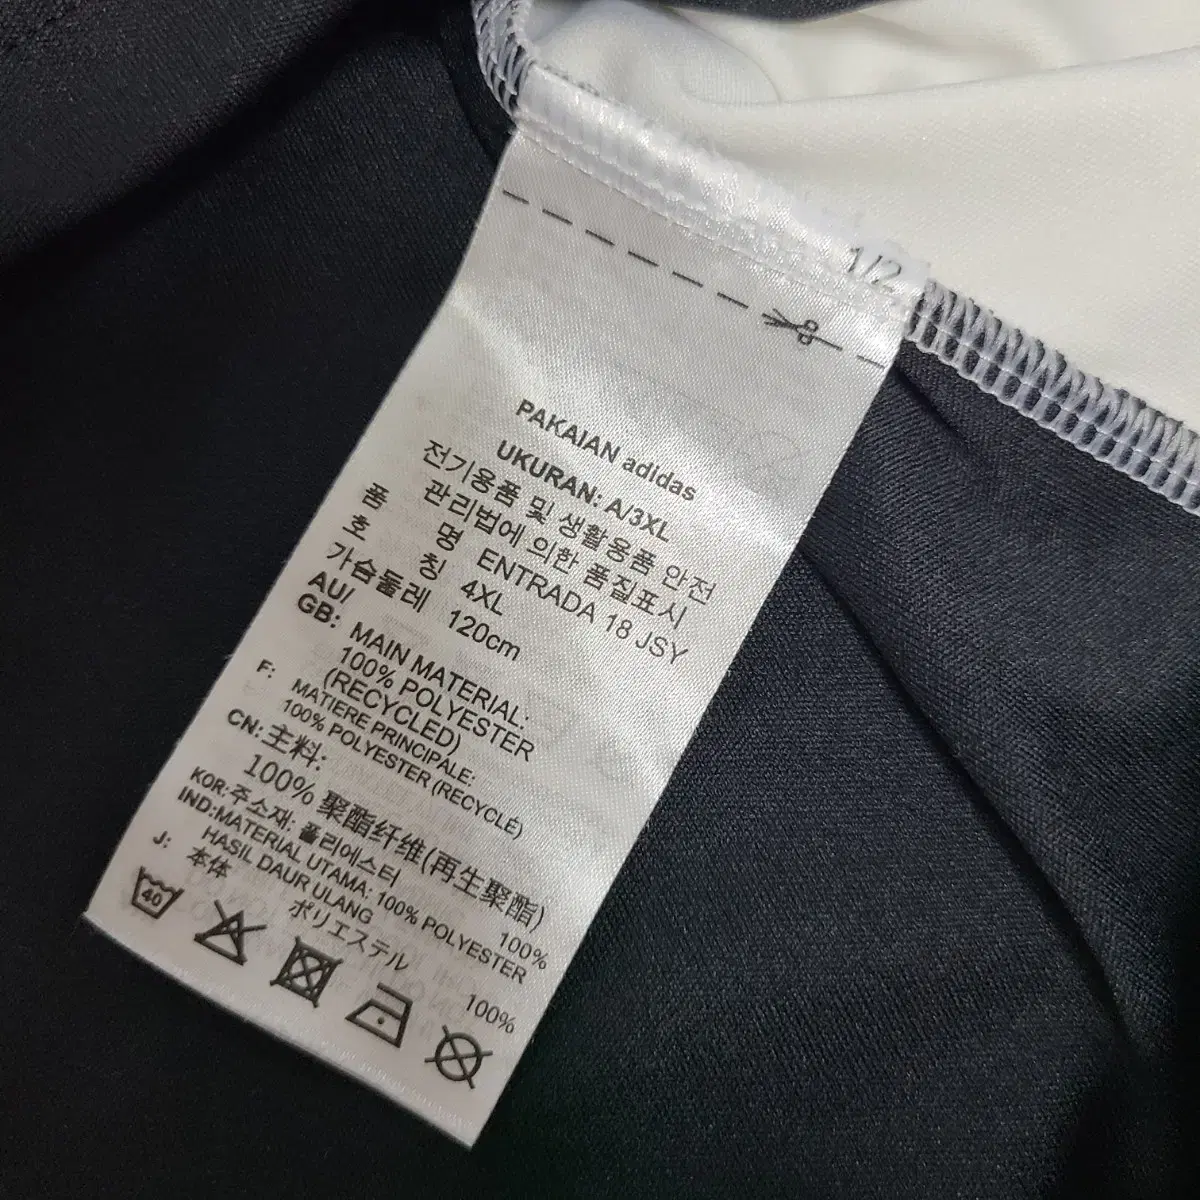 1/2
PAKAIAN adidas
UKURAN: A/3XL
전기용품 및 생활용품 안전
관리법에 의한 품질표시
품 명 ENTRADA 18 JSY
호 칭 4XL
가슴둘레 120cm
AU/
GB: MAIN MATERIAL:
100% POLYESTER
(RECYCLED)
F: MATIERE PRINCIPALE:
100% POLYESTER (RECYCLÉ)
CN: 主料:
100% 聚酯纤维(再生聚酯)
KOR: 주소재: 폴리에스터 100%
IND:MATERIAL UTAMA: 100% POLYESTER
HASIL DAUR ULANG
J: 本体
ポリエステル 100%
40